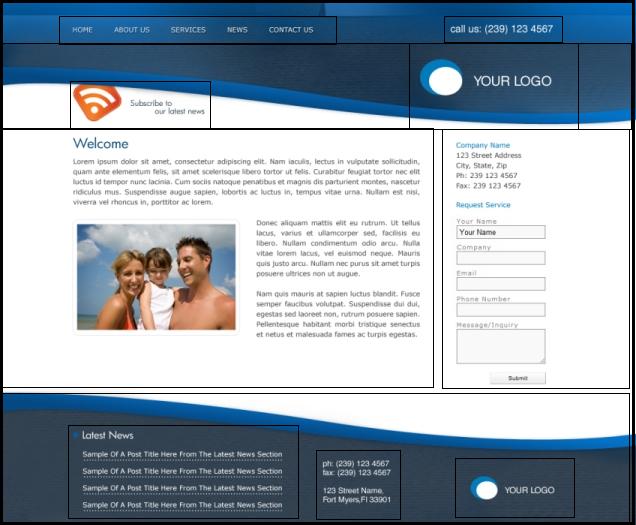 HOME ABOUT US SERVICES NEWS CONTACT US
call us: (239) 123 4567
YOUR LOGO
Subscribe to
our latest news
Welcome
Lorem ipsum dolor sit amet, consectetur adipiscing elit. Nam iaculis, lectus in vulputate sollicitudin,
quam ante elementum felis, sit amet scelerisque libero tortor ut felis. Curabitur feugiat tortor nec elit
luctus id tempor nunc lacinia. Cum sociis natoque penatibus et magnis dis parturient montes, nascetur
ridiculus mus. Suspendisse augue sapien, lobortis ac luctus in, tempus vitae urna. Nullam est nisi,
viverra vel rhoncus in, porttitor ac lorem.
Donec aliquam mattis elit eu rutrum. Ut tellus
lacus, varius et ullamcorper sed, facilisis eu
libero. Nullam condimentum odio arcu. Nulla
vitae lorem lacus, vel euismod neque. Mauris
quis justo arcu. Nullam nec purus sit amet turpis
posuere ultrices non ut augue.
Nam quis mauris at sapien luctus blandit. Fusce
semper faucibus volutpat. Suspendisse dui dui,
egestas sed laoreet non, rutrum posuere sapien.
Pellentesque habitant morbi tristique senectus
et netus et malesuada fames ac turpis egestas.
Company Name
123 Street Address
City, State, Zip
Ph: 239 123 4567
Fax: 239 123 4567
Request Service
Your Name
Your Name
Company
Email
Phone Number
Message/Inquiry
Submit
Latest News
Sample Of A Post Title Here From The Latest News Section
Sample Of A Post Title Here From The Latest News Section
Sample Of A Post Title Here From The Latest News Section
Sample Of A Post Title Here From The Latest News Section
ph: (239) 123 4567
fax: (239) 123 4567
123 Street Name,
Fort Myers,Fl 33901
YOUR LOGO